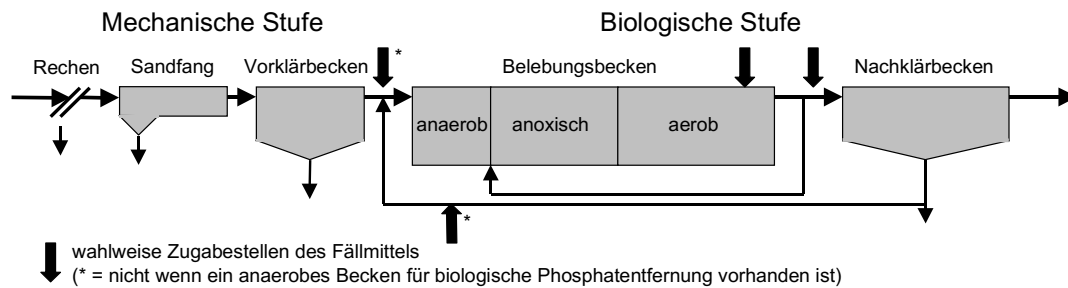 Mechanische Stufe
Biologische Stufe
*
Rechen
Sandfang
Vorklärbecken
Belebungsbecken
Nachklärbecken
anaerob
anoxisch
aerob
*
wahlweise Zugabestellen des Fällmittels
(* = nicht wenn ein anaerobes Becken für biologische Phosphatentfernung vorhanden ist)